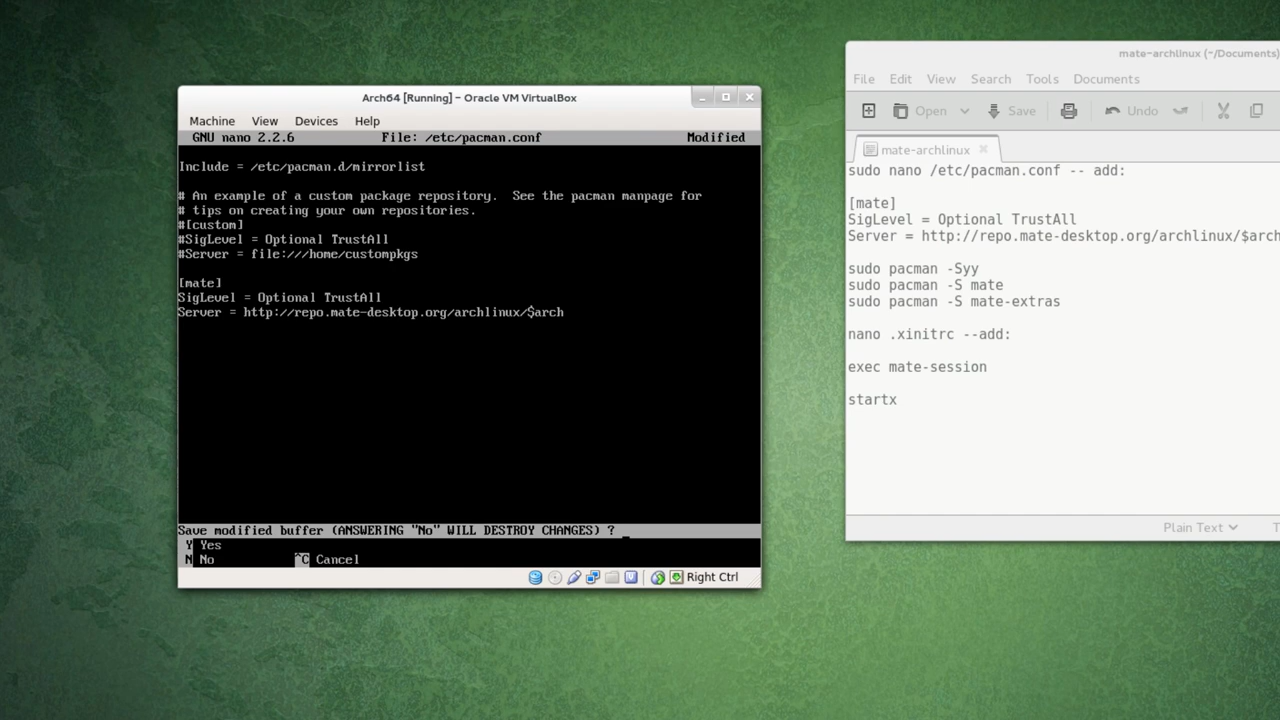 Arch64 [Running] - Oracle VM VirtualBox
Machine View Devices Help
GNU nano 2.2.6 File: /etc/pacman.conf Modified
Include = /etc/pacman.d/mirrorlist
# An example of a custom package repository.  See the pacman manpage for
# tips on creating your own repositories.
#[custom]
#SigLevel = Optional TrustAll
#Server = file:///home/custompkgs
[mate]
SigLevel = Optional TrustAll
Server = http://repo.mate-desktop.org/archlinux/$arch
Save modified buffer (ANSWERING "No" WILL DESTROY CHANGES) ?
Y Yes
N No ^C Cancel
Right Ctrl
mate-archlinux (~/Documents)
File Edit View Search Tools Documents
Open Save Undo
mate-archlinux
sudo nano /etc/pacman.conf -- add:
[mate]
SigLevel = Optional TrustAll
Server = http://repo.mate-desktop.org/archlinux/$arch
sudo pacman -Syy
sudo pacman -S mate
sudo pacman -S mate-extras
nano .xinitrc --add:
exec mate-session
startx
Plain Text